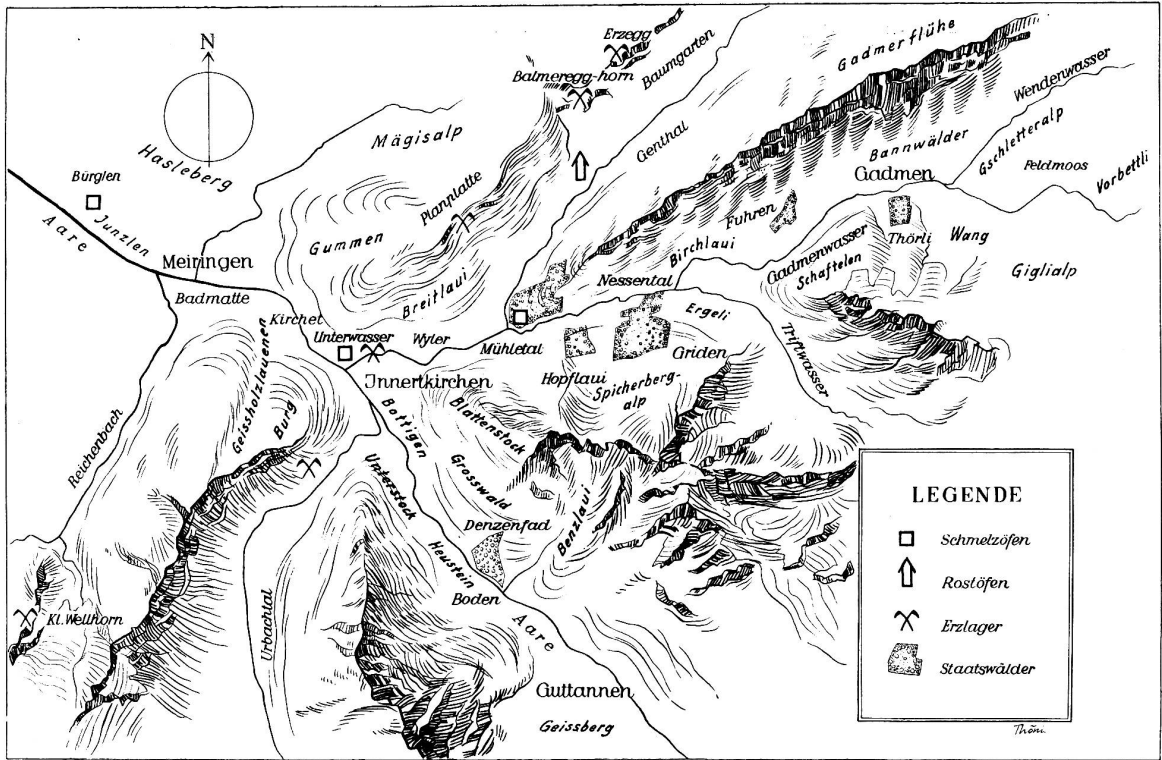 N
Erzegg
Balmeregg-horn
Baumgarten
Gadmerflühe
Mägisalp
Hasleberg
Genthal
Wendenwasser
Bürglen
Planplatte
Bannwälder
Gschletteralp
Feldmoos
Vorbettli
Gadmen
Aare
Junzlen
Gummen
Fuhren
Thörli
Wang
Meiringen
Breitlaui
Birchlaui
Gadmenwasser
Schaftelen
Giglialp
Badmatte
Nessental
Kirchet
Unterwasser
Wyler
Mühletal
Ergeli
Triftwasser
Griden
Innertkirchen
Hopflaui
Spicherberg-
alp
Geissholzlauenen
Burg
Bottigen
Blattenstock
Reichenbach
Unterstock
Grosswald
Benzlaui
Denzenfad
Heustein
Boden
Aare
Kl. Wellhorn
Urbachtal
Guttannen
Geissberg
LEGENDE
Schmelzöfen
Rostöfen
Erzlager
Staatswälder
Thöni.